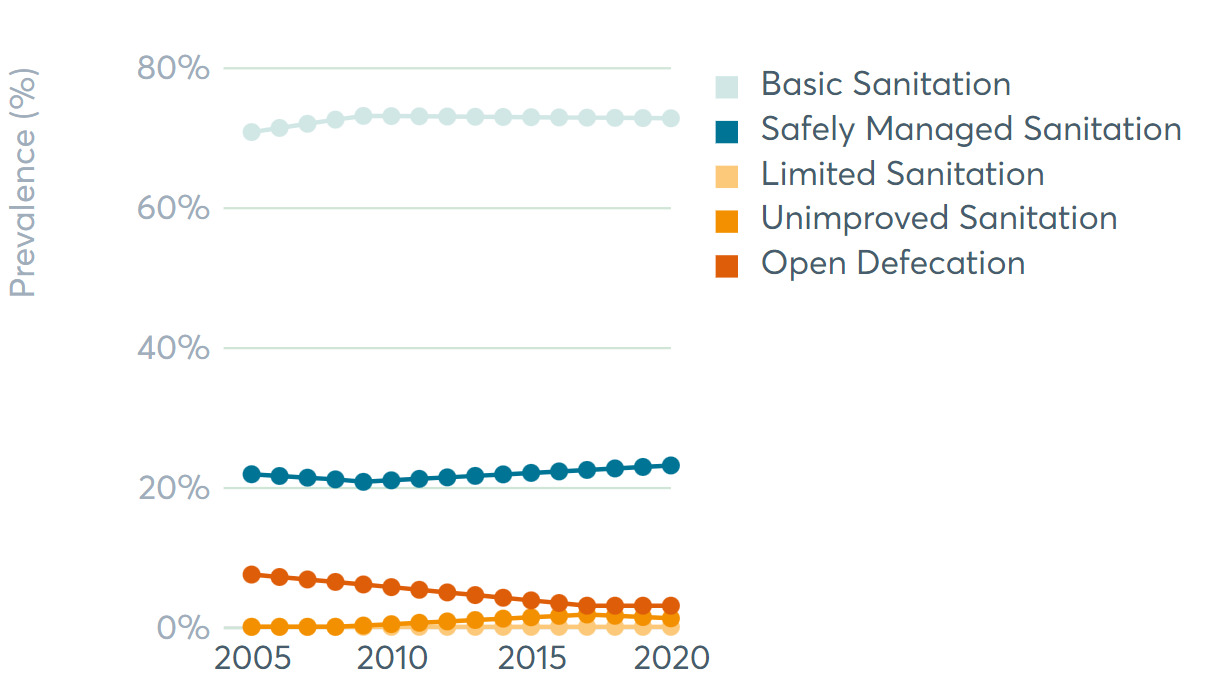 Prevalence (%)
80%
60%
40%
20%
0%
2005 2010 2015 2020
Basic Sanitation
Safely Managed Sanitation
Limited Sanitation
Unimproved Sanitation
Open Defecation